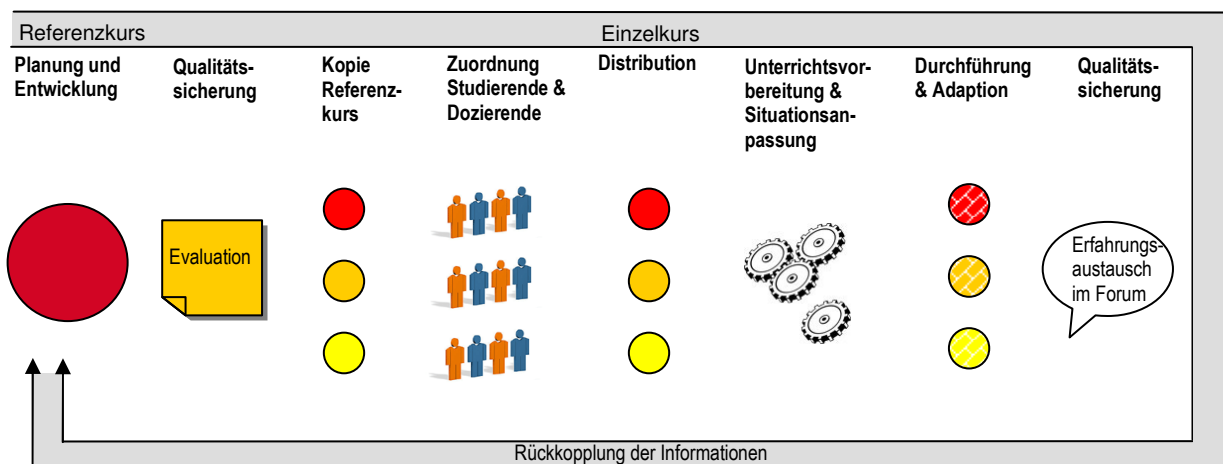 Referenzkurs
Einzelkurs
Planung und
Entwicklung
Qualitäts-
sicherung
Kopie
Referenz-
kurs
Zuordnung
Studierende &
Dozierende
Distribution
Unterrichtsvor-
bereitung &
Situationsan-
passung
Durchführung
& Adaption
Qualitäts-
sicherung
Evaluation
Erfahrungs-
austausch
im Forum
Rückkopplung der Informationen